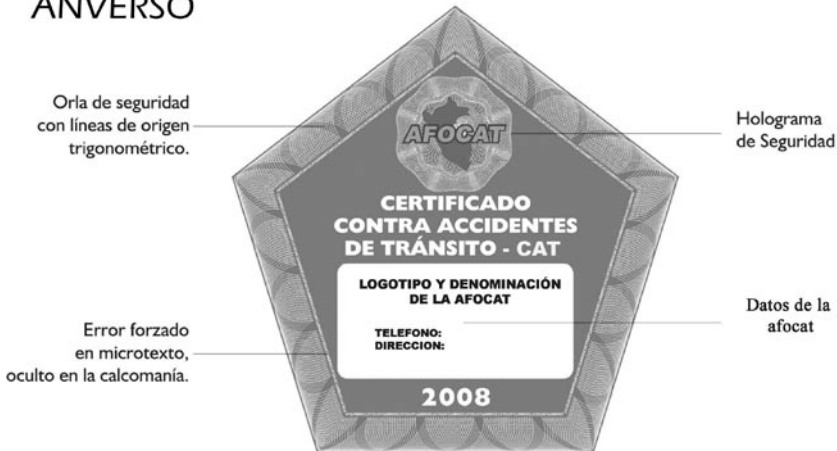 ANVERSO
Orla de seguridad
con líneas de origen
trigonométrico.
AFOCAT
Holograma
de Seguridad
CERTIFICADO
CONTRA ACCIDENTES
DE TRÁNSITO - CAT
LOGOTIPO Y DENOMINACIÓN
DE LA AFOCAT
TELEFONO:
DIRECCION:
Datos de la
afocat
Error forzado
en microtexto,
oculto en la calcomanía.
2008